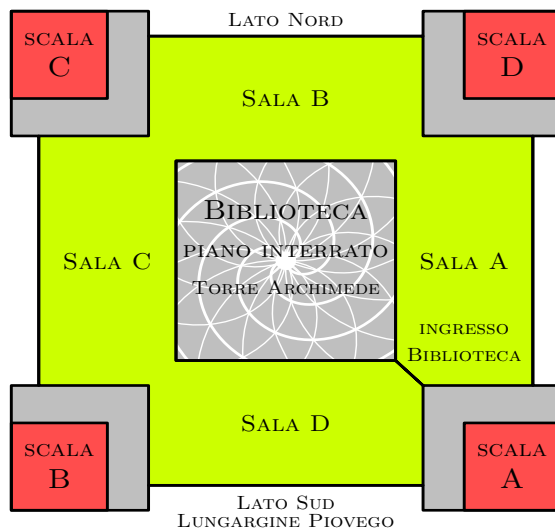 Lato Nord
scala
C
scala
D
Sala B
Biblioteca
piano interrato
Torre Archimede
Sala C
Sala A
ingresso
Biblioteca
Sala D
scala
B
scala
A
Lato Sud
Lungargine Piovego